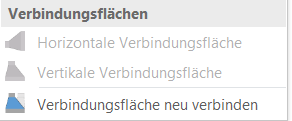 Verbindungsflächen
Horizontale Verbindungsfläche
Vertikale Verbindungsfläche
Verbindungsfläche neu verbinden